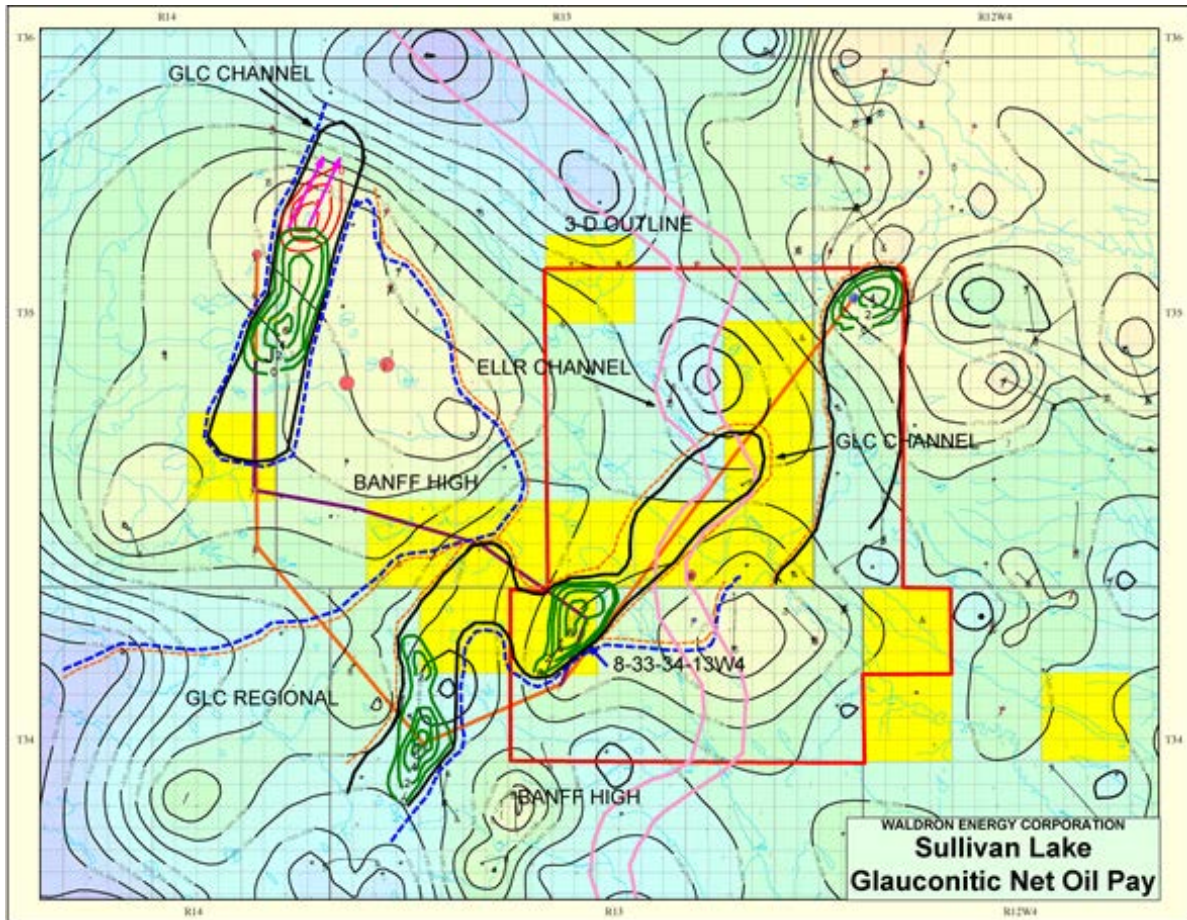 R14 R13 R12W4
T36 T36
GLC CHANNEL
3-D OUTLINE
T35 T35
ELLR CHANNEL
GLC CHANNEL
BANFF HIGH
8-33-34-13W4
GLC REGIONAL
T34 T34
BANFF HIGH
WALDRON ENERGY CORPORATION
Sullivan Lake
Glauconitic Net Oil Pay
R14 R13 R12W4